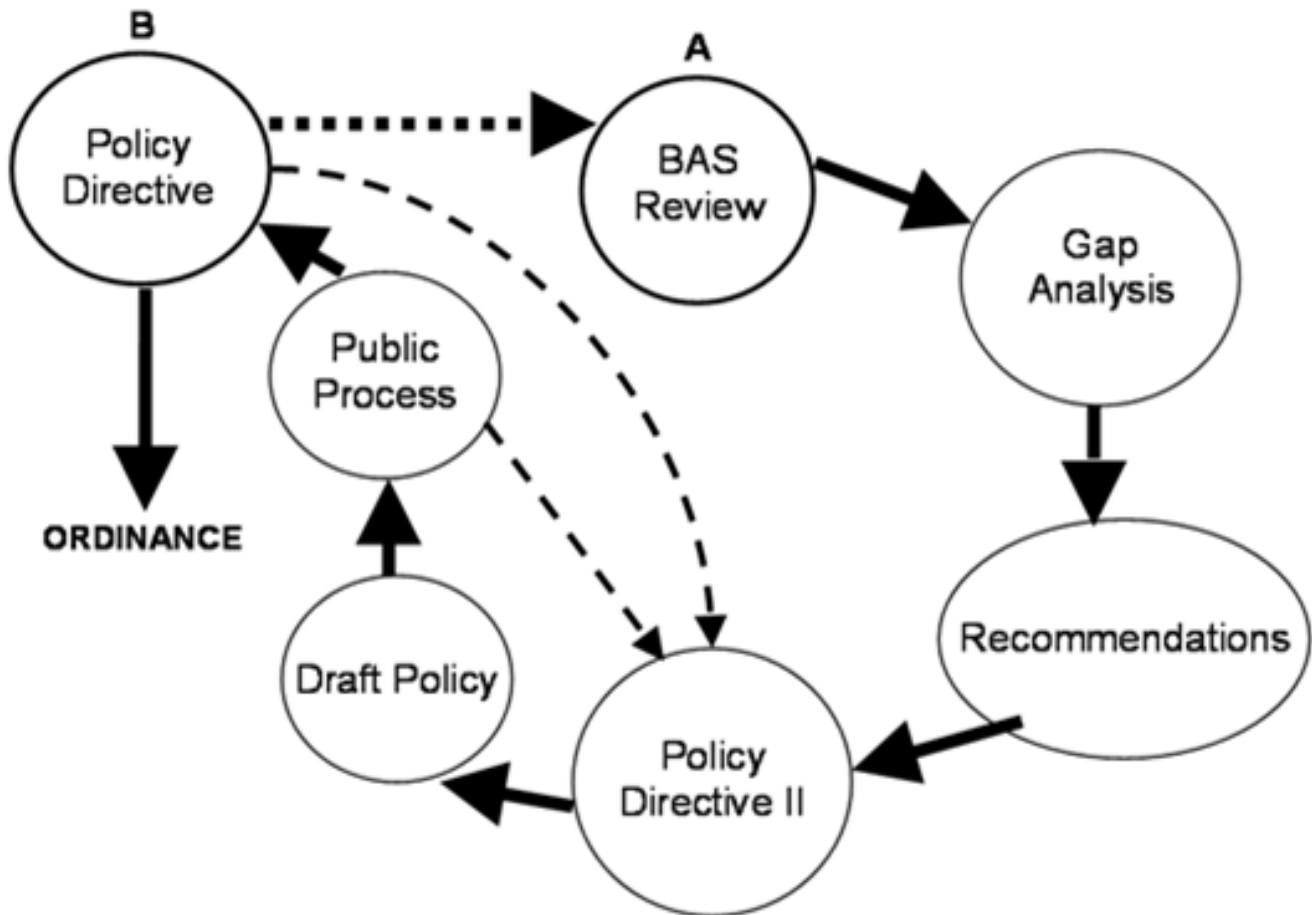 B
Policy
Directive
A
BAS
Review
Gap
Analysis
Public
Process
ORDINANCE
Recommendations
Draft Policy
Policy
Directive II